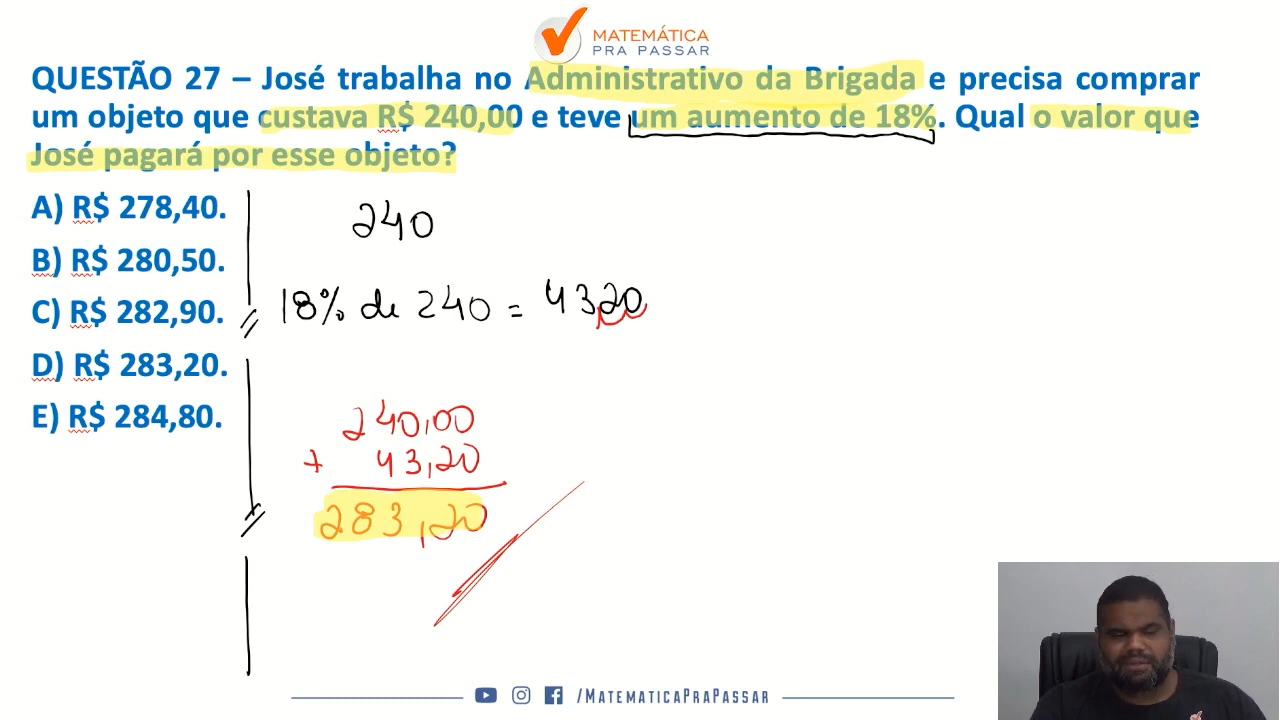 MATEMÁTICA
PRA PASSAR
QUESTÃO 27 – José trabalha no Administrativo da Brigada e precisa comprar
um objeto que custava R$ 240,00 e teve um aumento de 18%. Qual o valor que
José pagará por esse objeto?
A) R$ 278,40.
B) R$ 280,50.
C) R$ 282,90.
D) R$ 283,20.
E) R$ 284,80.
240
18% de 240 = 43,20
240,00
+ 43,20
283,20
/MATEMATICAPRAPASSAR